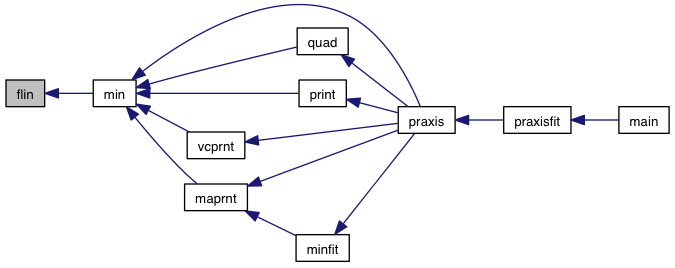 flin
min
quad
print
vcprnt
maprnt
minfit
praxis
praxisfit
main